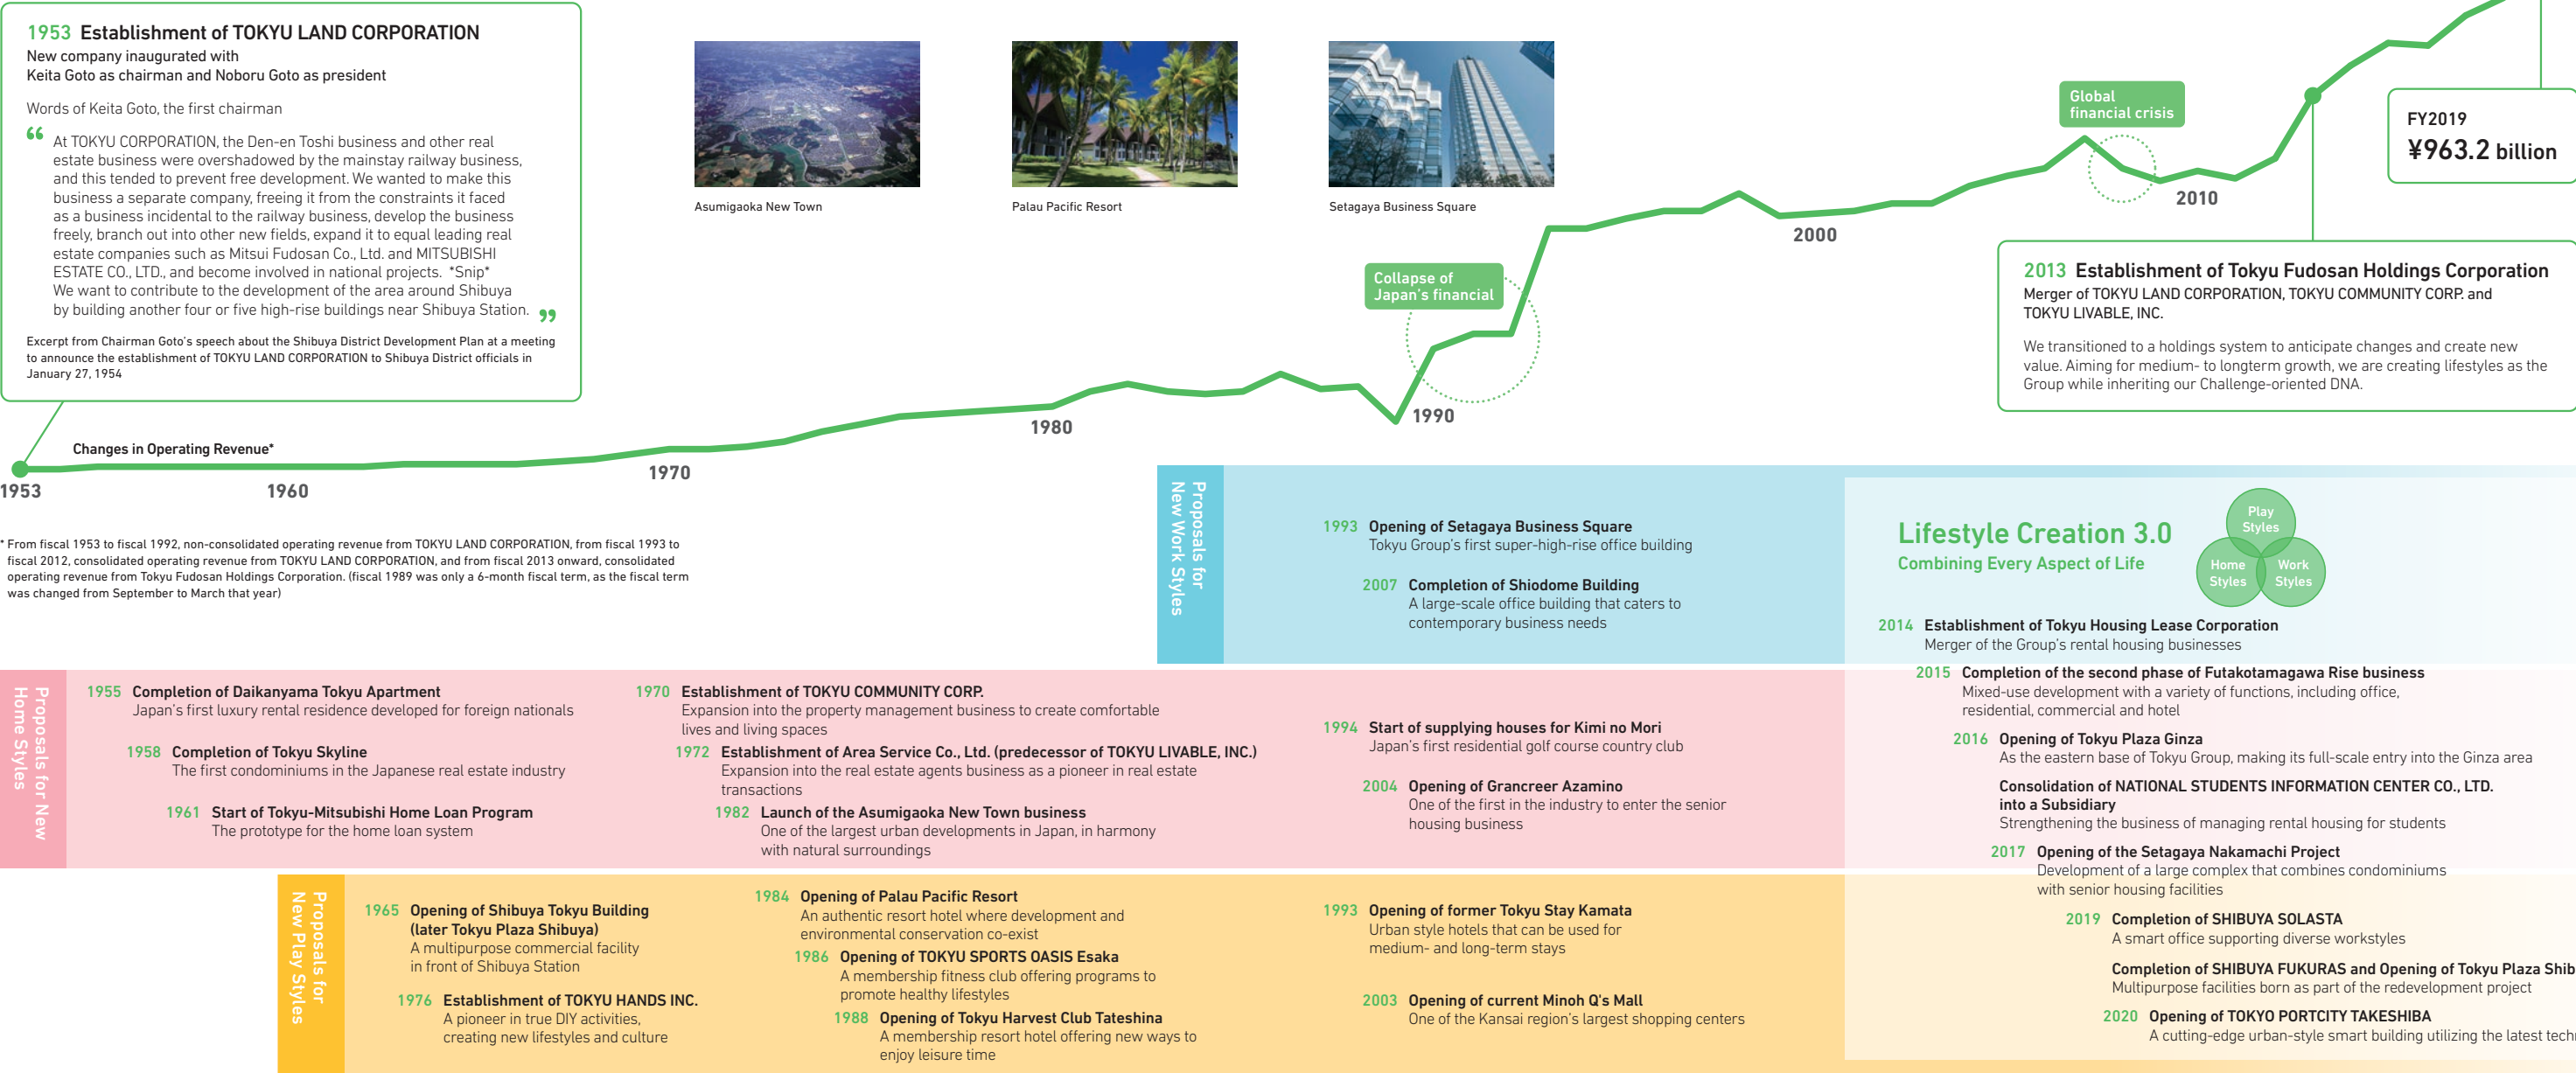 1953 Establishment of TOKYU LAND CORPORATION
New company inaugurated with
Keita Goto as chairman and Noboru Goto as president
Words of Keita Goto, the first chairman
“ At TOKYU CORPORATION, the Den-en Toshi business and other real
estate business were overshadowed by the mainstay railway business,
and this tended to prevent free development. We wanted to make this
business a separate company, freeing it from the constraints it faced
as a business incidental to the railway business, develop the business
freely, branch out into other new fields, expand it to equal leading real
estate companies such as Mitsui Fudosan Co., Ltd. and MITSUBISHI
ESTATE CO., LTD., and become involved in national projects. *Snip*
We want to contribute to the development of the area around Shibuya
by building another four or five high-rise buildings near Shibuya Station. ”
Excerpt from Chairman Goto's speech about the Shibuya District Development Plan at a meeting
to announce the establishment of TOKYU LAND CORPORATION to Shibuya District officials in
January 27, 1954
Asumigaoka New Town
Palau Pacific Resort
Setagaya Business Square
Global
financial crisis
FY2019
¥963.2 billion
Collapse of
Japan's financial
2013 Establishment of Tokyu Fudosan Holdings Corporation
Merger of TOKYU LAND CORPORATION, TOKYU COMMUNITY CORP. and
TOKYU LIVABLE, INC.
We transitioned to a holdings system to anticipate changes and create new
value. Aiming for medium- to longterm growth, we are creating lifestyles as the
Group while inheriting our Challenge-oriented DNA.
Changes in Operating Revenue*
1953
1960
1970
1980
1990
2000
2010
* From fiscal 1953 to fiscal 1992, non-consolidated operating revenue from TOKYU LAND CORPORATION, from fiscal 1993 to
fiscal 2012, consolidated operating revenue from TOKYU LAND CORPORATION, and from fiscal 2013 onward, consolidated
operating revenue from Tokyu Fudosan Holdings Corporation. (fiscal 1989 was only a 6-month fiscal term, as the fiscal term
was changed from September to March that year)
Proposals for
New Work Styles
1993 Opening of Setagaya Business Square
Tokyu Group's first super-high-rise office building
2007 Completion of Shiodome Building
A large-scale office building that caters to
contemporary business needs
Proposals for New
Home Styles
1955 Completion of Daikanyama Tokyu Apartment
Japan's first luxury rental residence developed for foreign nationals
1958 Completion of Tokyu Skyline
The first condominiums in the Japanese real estate industry
1961 Start of Tokyu-Mitsubishi Home Loan Program
The prototype for the home loan system
1970 Establishment of TOKYU COMMUNITY CORP.
Expansion into the property management business to create comfortable
lives and living spaces
1972 Establishment of Area Service Co., Ltd. (predecessor of TOKYU LIVABLE, INC.)
Expansion into the real estate agents business as a pioneer in real estate
transactions
1982 Launch of the Asumigaoka New Town business
One of the largest urban developments in Japan, in harmony
with natural surroundings
1994 Start of supplying houses for Kimi no Mori
Japan's first residential golf course country club
2004 Opening of Grancreer Azamino
One of the first in the industry to enter the senior
housing business
Proposals for
New Play Styles
1965 Opening of Shibuya Tokyu Building
(later Tokyu Plaza Shibuya)
A multipurpose commercial facility
in front of Shibuya Station
1976 Establishment of TOKYU HANDS INC.
A pioneer in true DIY activities,
creating new lifestyles and culture
1984 Opening of Palau Pacific Resort
An authentic resort hotel where development and
environmental conservation co-exist
1986 Opening of TOKYU SPORTS OASIS Esaka
A membership fitness club offering programs to
promote healthy lifestyles
1988 Opening of Tokyu Harvest Club Tateshina
A membership resort hotel offering new ways to
enjoy leisure time
1993 Opening of former Tokyu Stay Kamata
Urban style hotels that can be used for
medium- and long-term stays
2003 Opening of current Minoh Q's Mall
One of the Kansai region's largest shopping centers
Lifestyle Creation 3.0
Combining Every Aspect of Life
Play
Styles
Home
Styles
Work
Styles
2014 Establishment of Tokyu Housing Lease Corporation
Merger of the Group's rental housing businesses
2015 Completion of the second phase of Futakotamagawa Rise business
Mixed-use development with a variety of functions, including office,
residential, commercial and hotel
2016 Opening of Tokyu Plaza Ginza
As the eastern base of Tokyu Group, making its full-scale entry into the Ginza area
Consolidation of NATIONAL STUDENTS INFORMATION CENTER CO., LTD.
into a Subsidiary
Strengthening the business of managing rental housing for students
2017 Opening of the Setagaya Nakamachi Project
Development of a large complex that combines condominiums
with senior housing facilities
2019 Completion of SHIBUYA SOLASTA
A smart office supporting diverse workstyles
Completion of SHIBUYA FUKURAS and Opening of Tokyu Plaza Shib
Multipurpose facilities born as part of the redevelopment project
2020 Opening of TOKYO PORTCITY TAKESHIBA
A cutting-edge urban-style smart building utilizing the latest tech